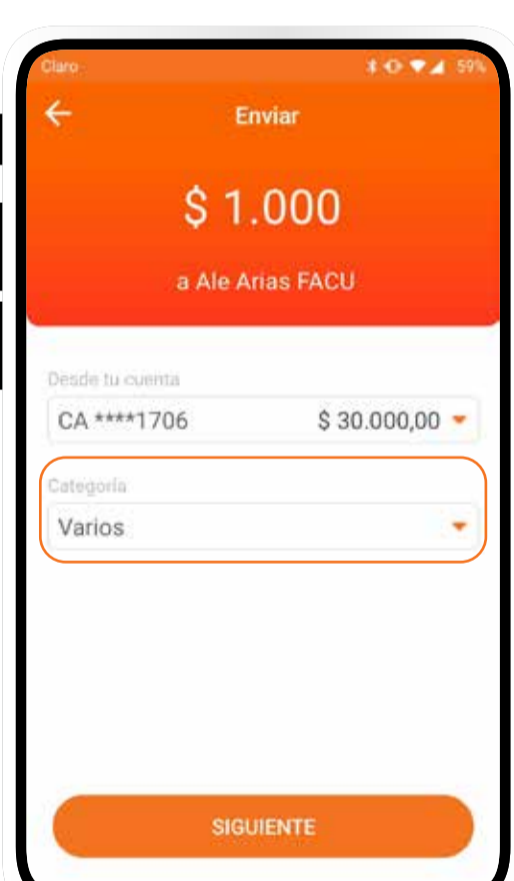 Claro 59%
Enviar
$ 1.000
a Ale Arias FACU
Desde tu cuenta
CA ****1706 $ 30.000,00
Categoría
Varios
SIGUIENTE